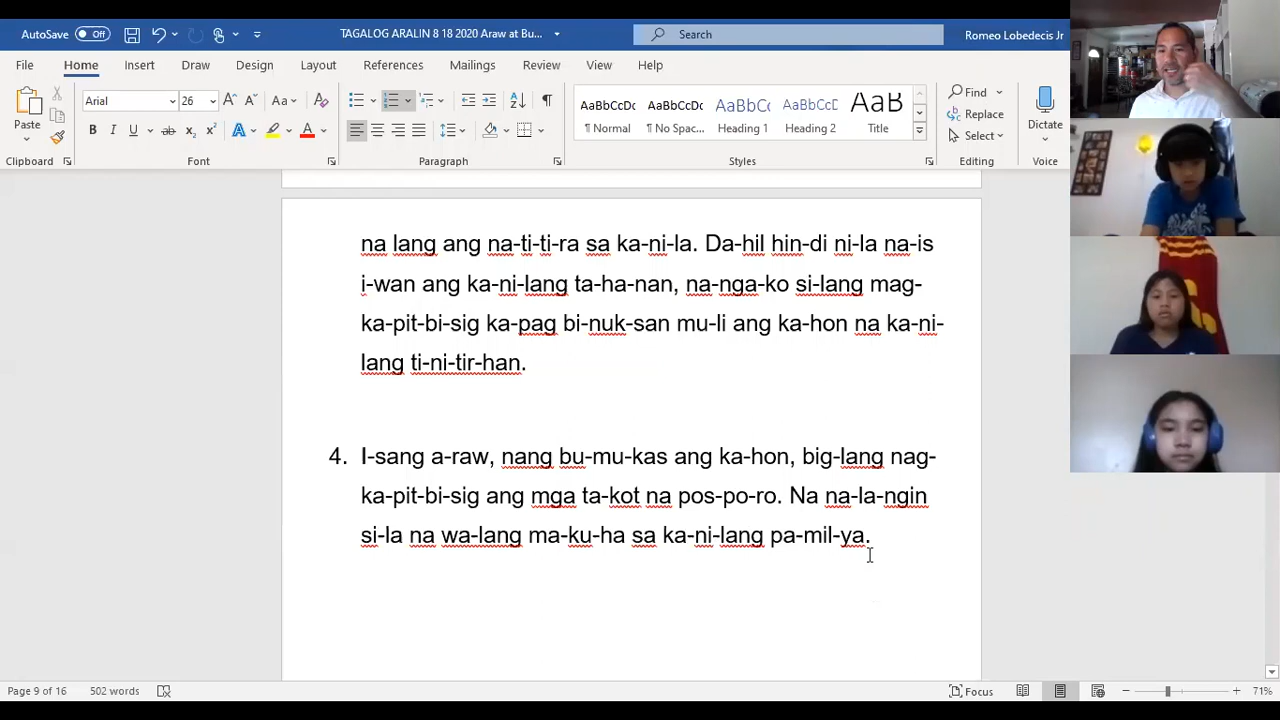 AutoSave Off TAGALOG ARALIN 8 18 2020 Araw at Bu... Search Romeo Lobedecis Jr
File Home Insert Draw Design Layout References Mailings Review View Help
Paste Arial 26 A A Aa A AaBbCcDc AaBbCcDc AaBbCc AaBbCcD AaB Find Replace Select Dictate
B I U ab x₂ x² A A ¶ Normal ¶ No Spac... Heading 1 Heading 2 Title
Clipboard Font Paragraph Styles Editing Voice
na lang ang na-ti-ti-ra sa ka-ni-la. Da-hil hin-di ni-la na-is
i-wan ang ka-ni-lang ta-ha-nan, na-nga-ko si-lang mag-
ka-pit-bi-sig ka-pag bi-nuk-san mu-li ang ka-hon na ka-ni-
lang ti-ni-tir-han.
4. I-sang a-raw, nang bu-mu-kas ang ka-hon, big-lang nag-
ka-pit-bi-sig ang mga ta-kot na pos-po-ro. Na na-la-ngin
si-la na wa-lang ma-ku-ha sa ka-ni-lang pa-mil-ya.
Page 9 of 16 502 words Focus 71%